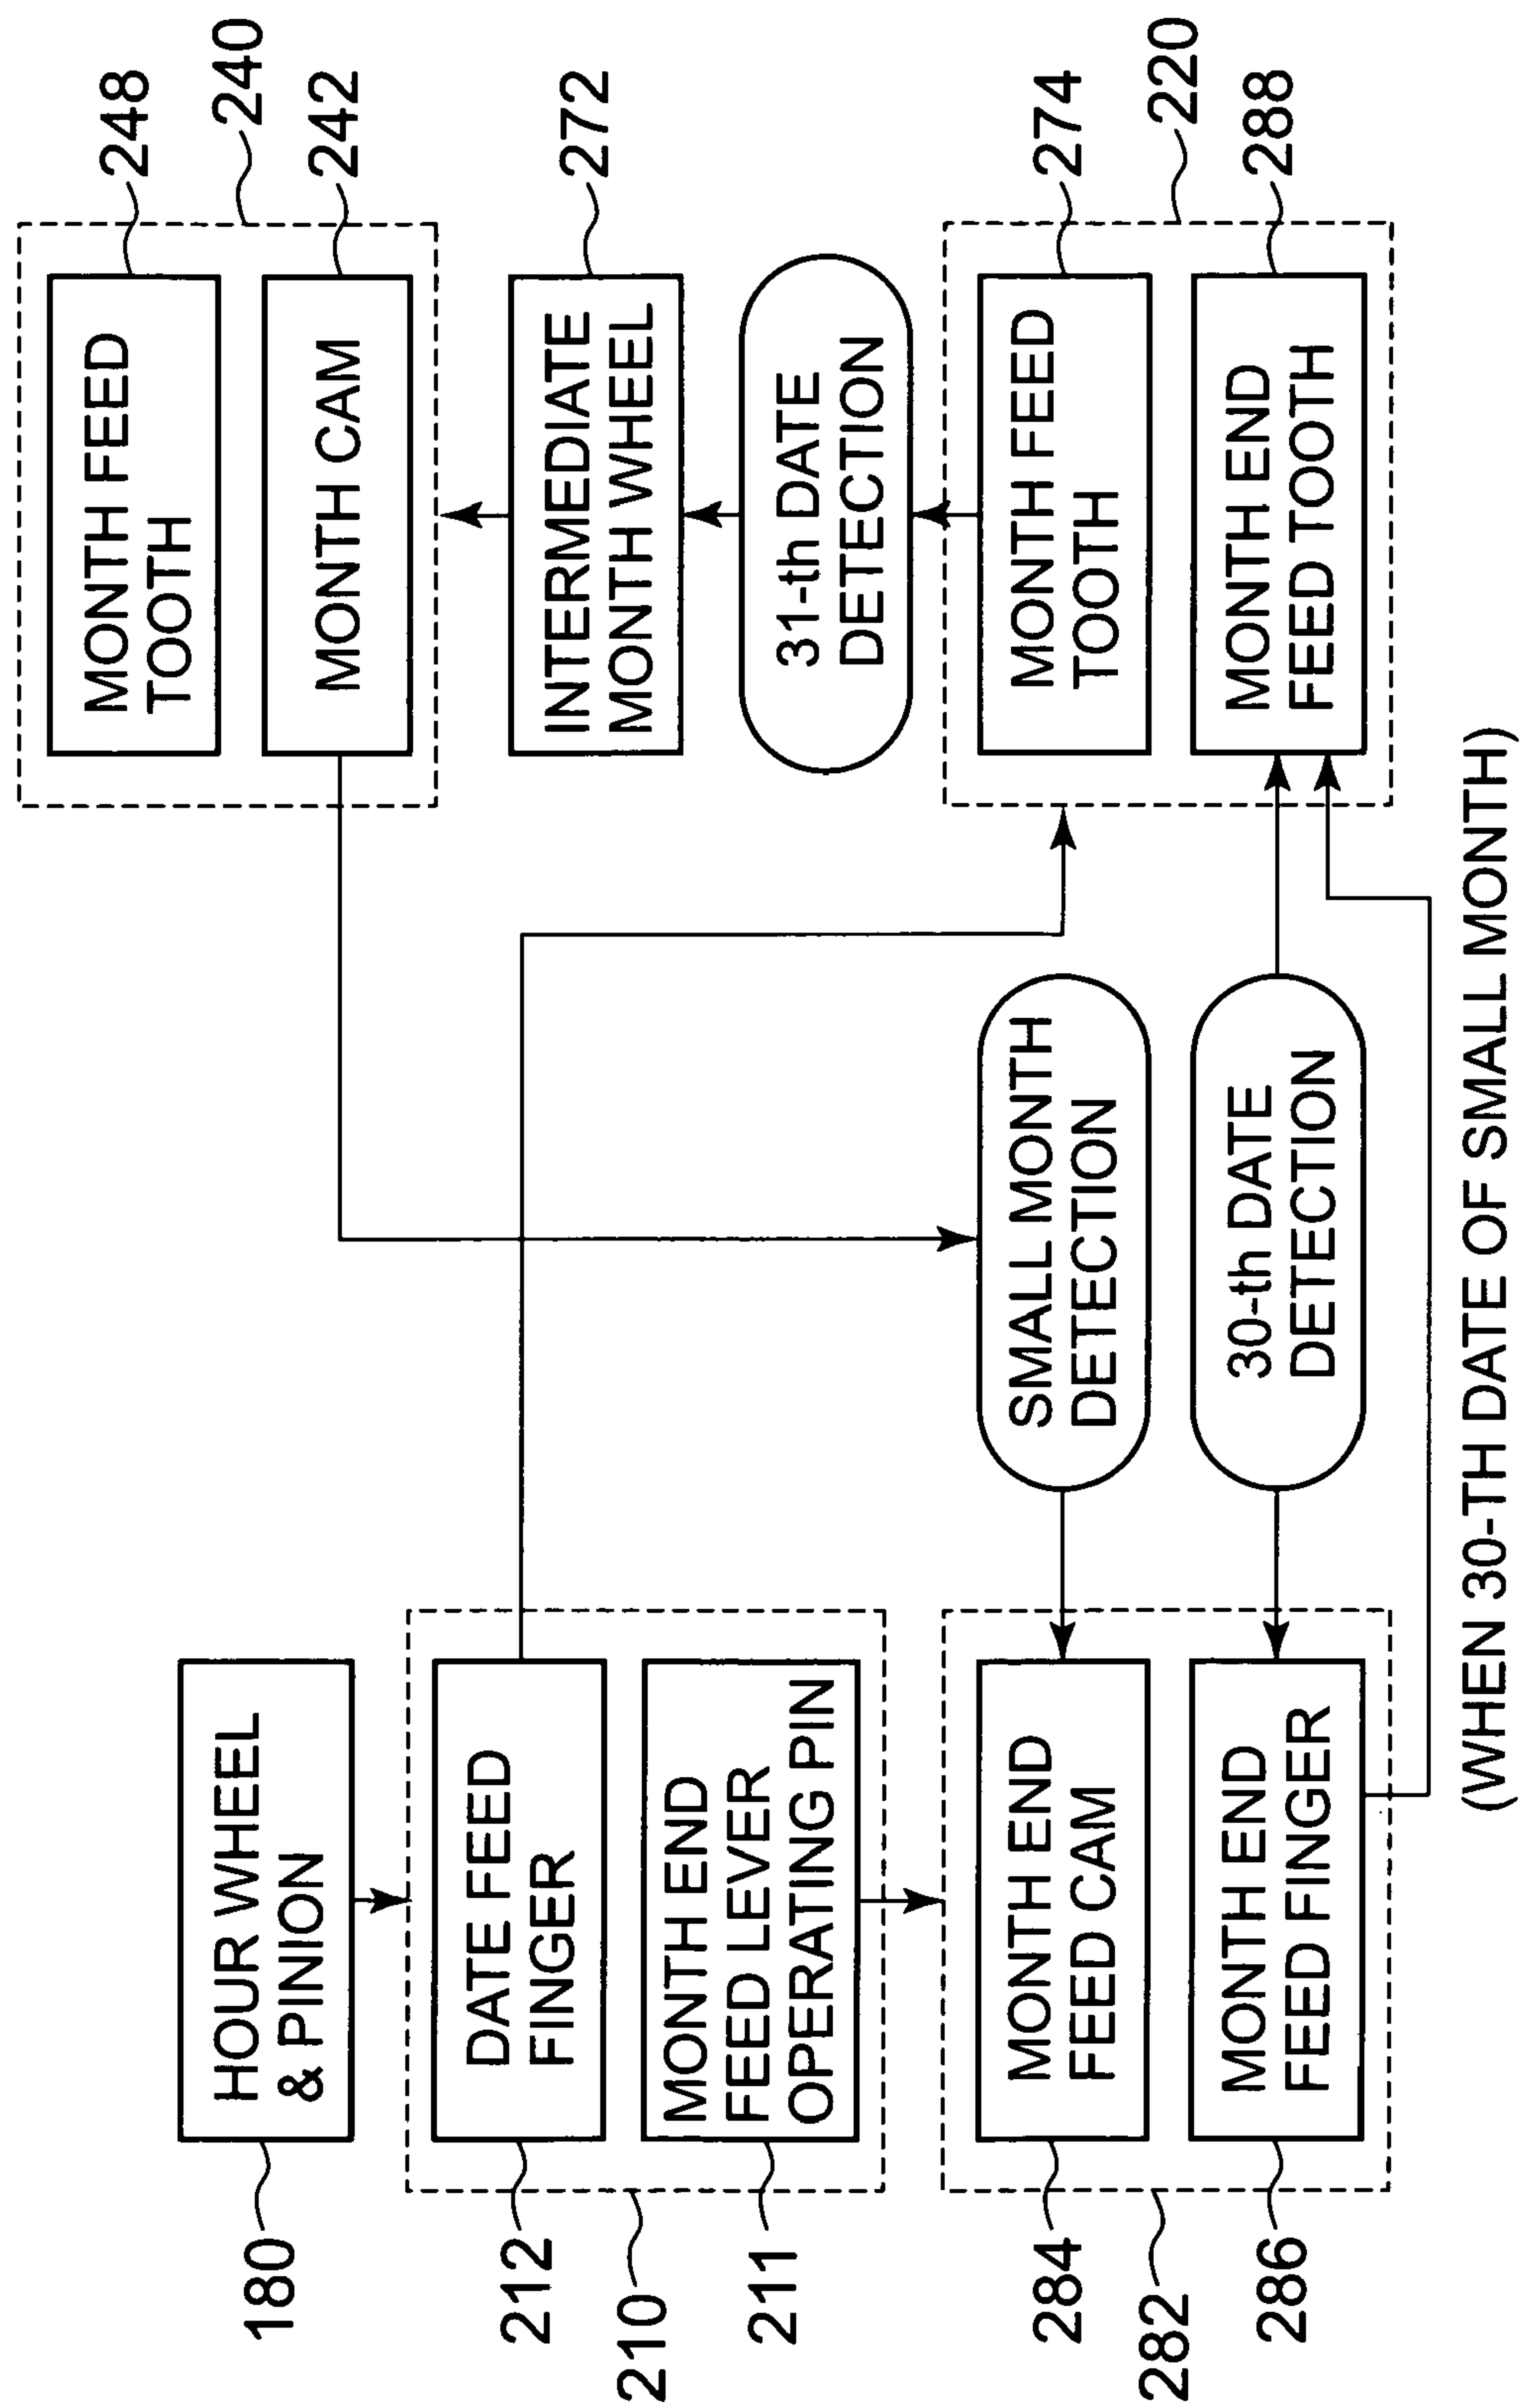 180
HOUR WHEEL
& PINION
212
DATE FEED
FINGER
210
211
MONTH END
FEED LEVER
OPERATING PIN
284
MONTH END
FEED CAM
282
286
MONTH END
FEED FINGER
SMALL MONTH
DETECTION
30-th DATE
DETECTION
(WHEN 30-TH DATE OF SMALL MONTH)
MONTH FEED
TOOTH
248
240
MONTH CAM
242
INTERMEDIATE
MONTH WHEEL
272
31-th DATE
DETECTION
MONTH FEED
TOOTH
274
220
MONTH END
FEED TOOTH
288